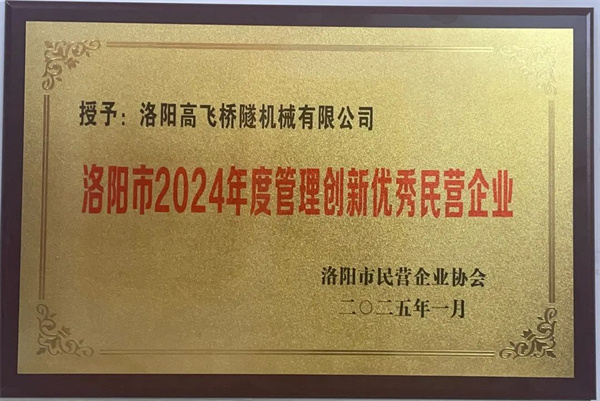 授予：洛阳高飞桥隧机械有限公司
洛阳市2024年度管理创新优秀民营企业
洛阳市民营企业协会
二〇二五年一月